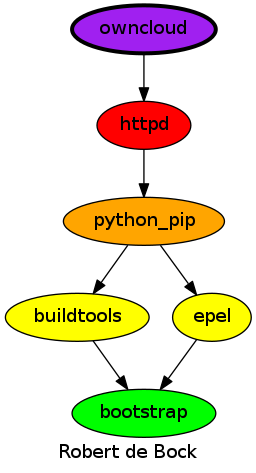 owncloud
httpd
python_pip
buildtools
epel
bootstrap
Robert de Bock